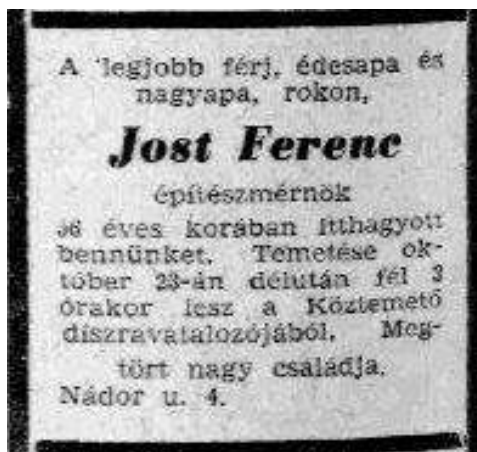 A legjobb férj, édesapa és
nagyapa, rokon,
Jost Ferenc
építészmérnök
éves korában itthagyott
bennünket. Temetése ok-
tóber 23-án délután fél 3
órakor lesz a Köztemető
díszravatalozójából. Meg-
tört nagy családja.
Nádor u. 4.